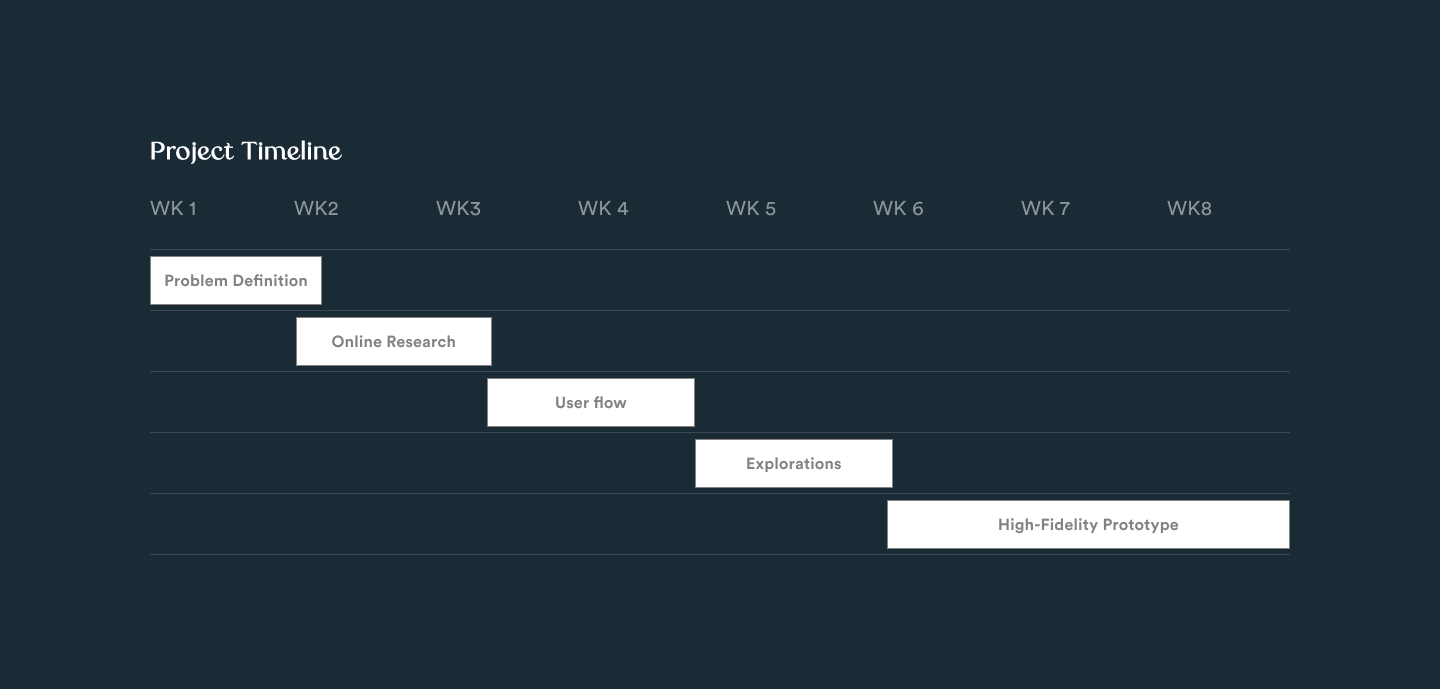 Project Timeline
WK 1 WK2 WK3 WK 4 WK 5 WK 6 WK 7 WK8
Problem Definition
Online Research
User flow
Explorations
High-Fidelity Prototype